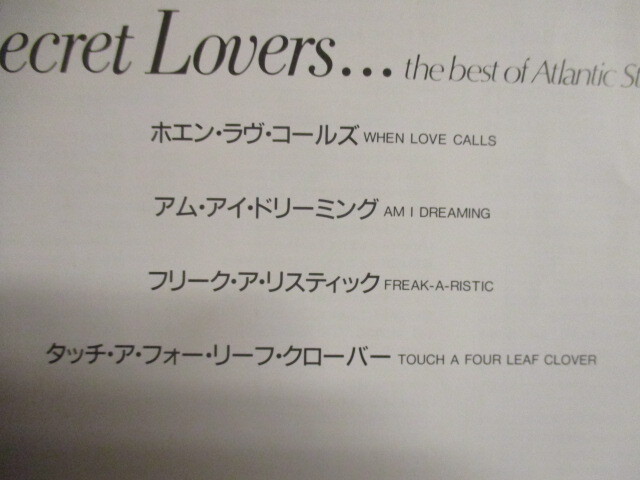 ecret Lovers... the best of Atlantic St
ホエン・ラヴ・コールズ WHEN LOVE CALLS
アム・アイ・ドリーミング AM I DREAMING
フリーク・ア・リスティック FREAK-A-RISTIC
タッチ・ア・フォー・リーフ・クローバー TOUCH A FOUR LEAF CLOVER